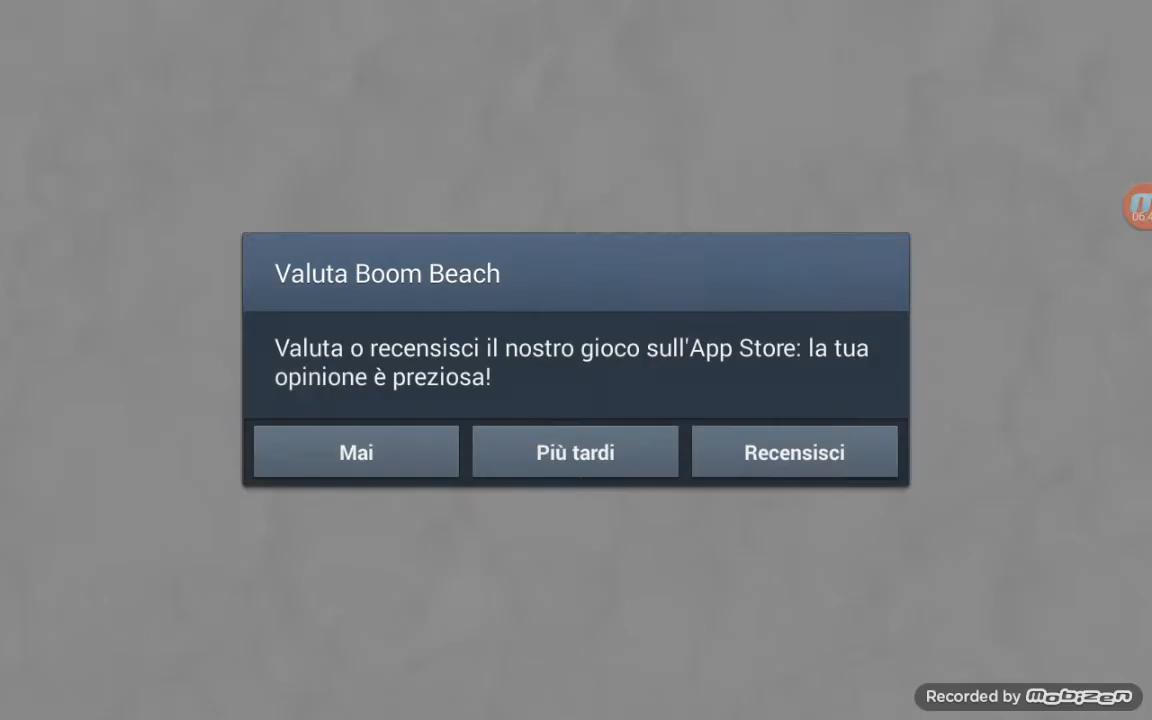 Valuta Boom Beach
Valuta o recensisci il nostro gioco sull'App Store: la tua
opinione è preziosa!
Mai
Più tardi
Recensisci
Recorded by mobizen